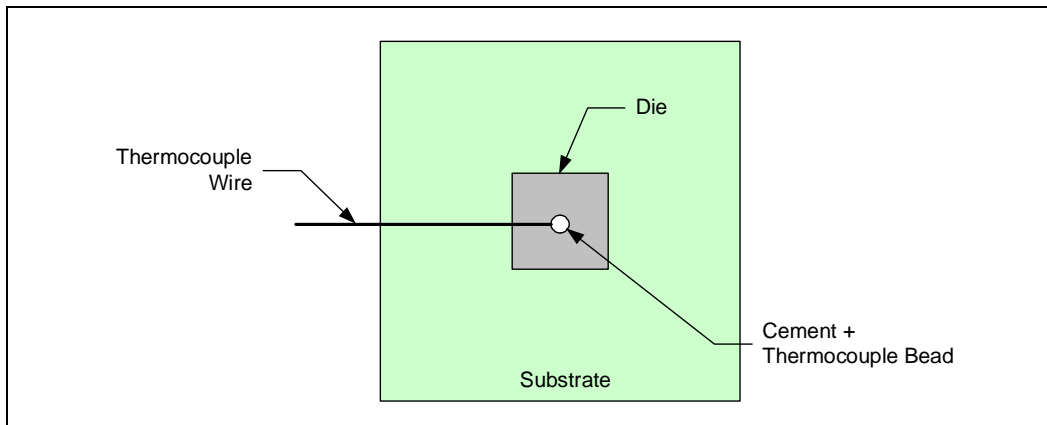 Die
Thermocouple
Wire
Cement +
Thermocouple Bead
Substrate